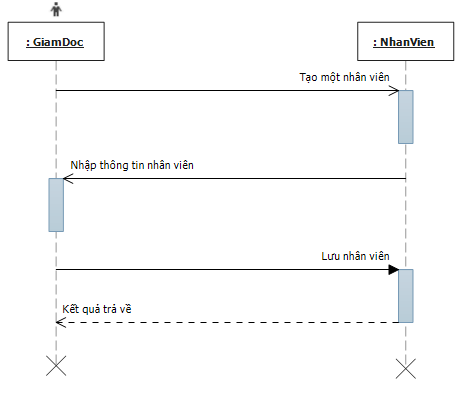 : GiamDoc
: NhanVien
Tạo một nhân viên
Nhập thông tin nhân viên
Lưu nhân viên
Kết quả trả về